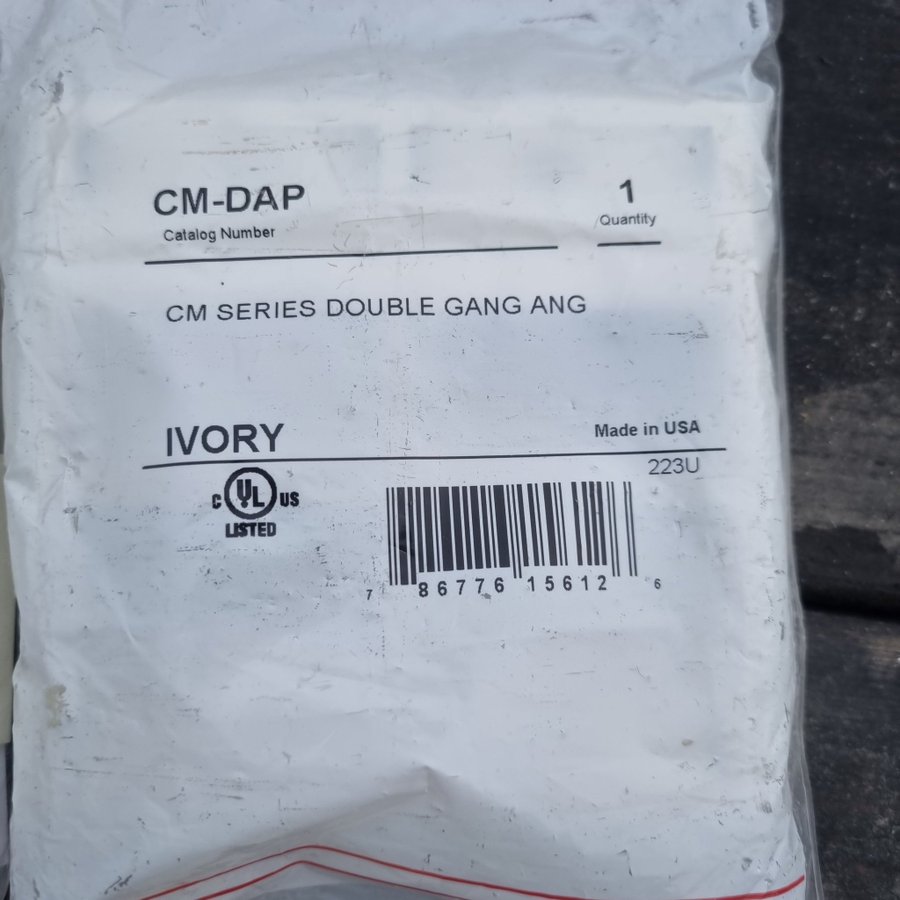 CM-DAP
1
Catalog Number
Quantity
CM SERIES DOUBLE GANG ANG
IVORY
Made in USA
223U
C UL US
LISTED
7 86776 15612 6